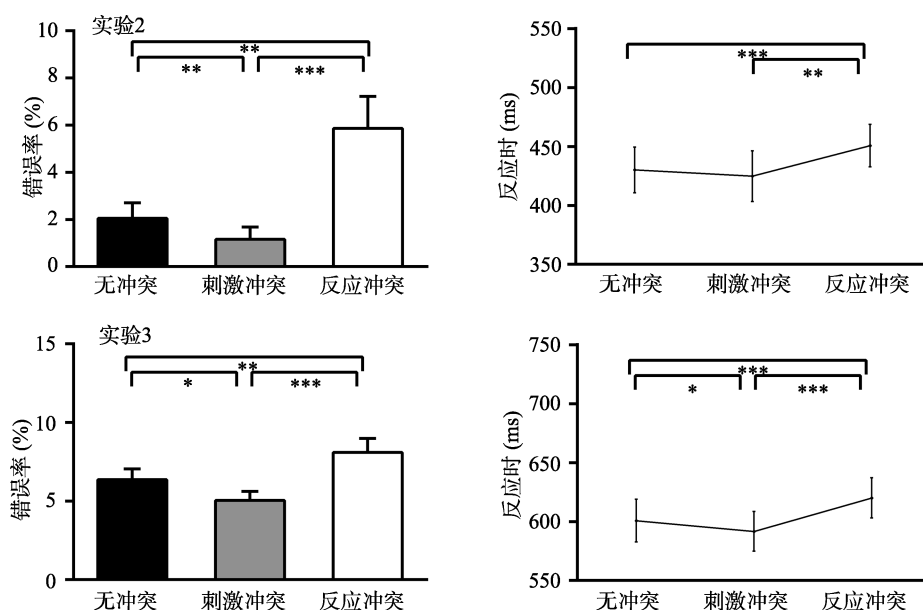 实验2
错误率 (%)
10
8
6
4
2
0
**
**
***
无冲突
刺激冲突
反应冲突
反应时 (ms)
550
500
450
400
350
***
**
无冲突
刺激冲突
反应冲突
实验3
错误率 (%)
15
10
5
0
**
*
***
无冲突
刺激冲突
反应冲突
反应时 (ms)
750
700
650
600
550
***
*
***
无冲突
刺激冲突
反应冲突